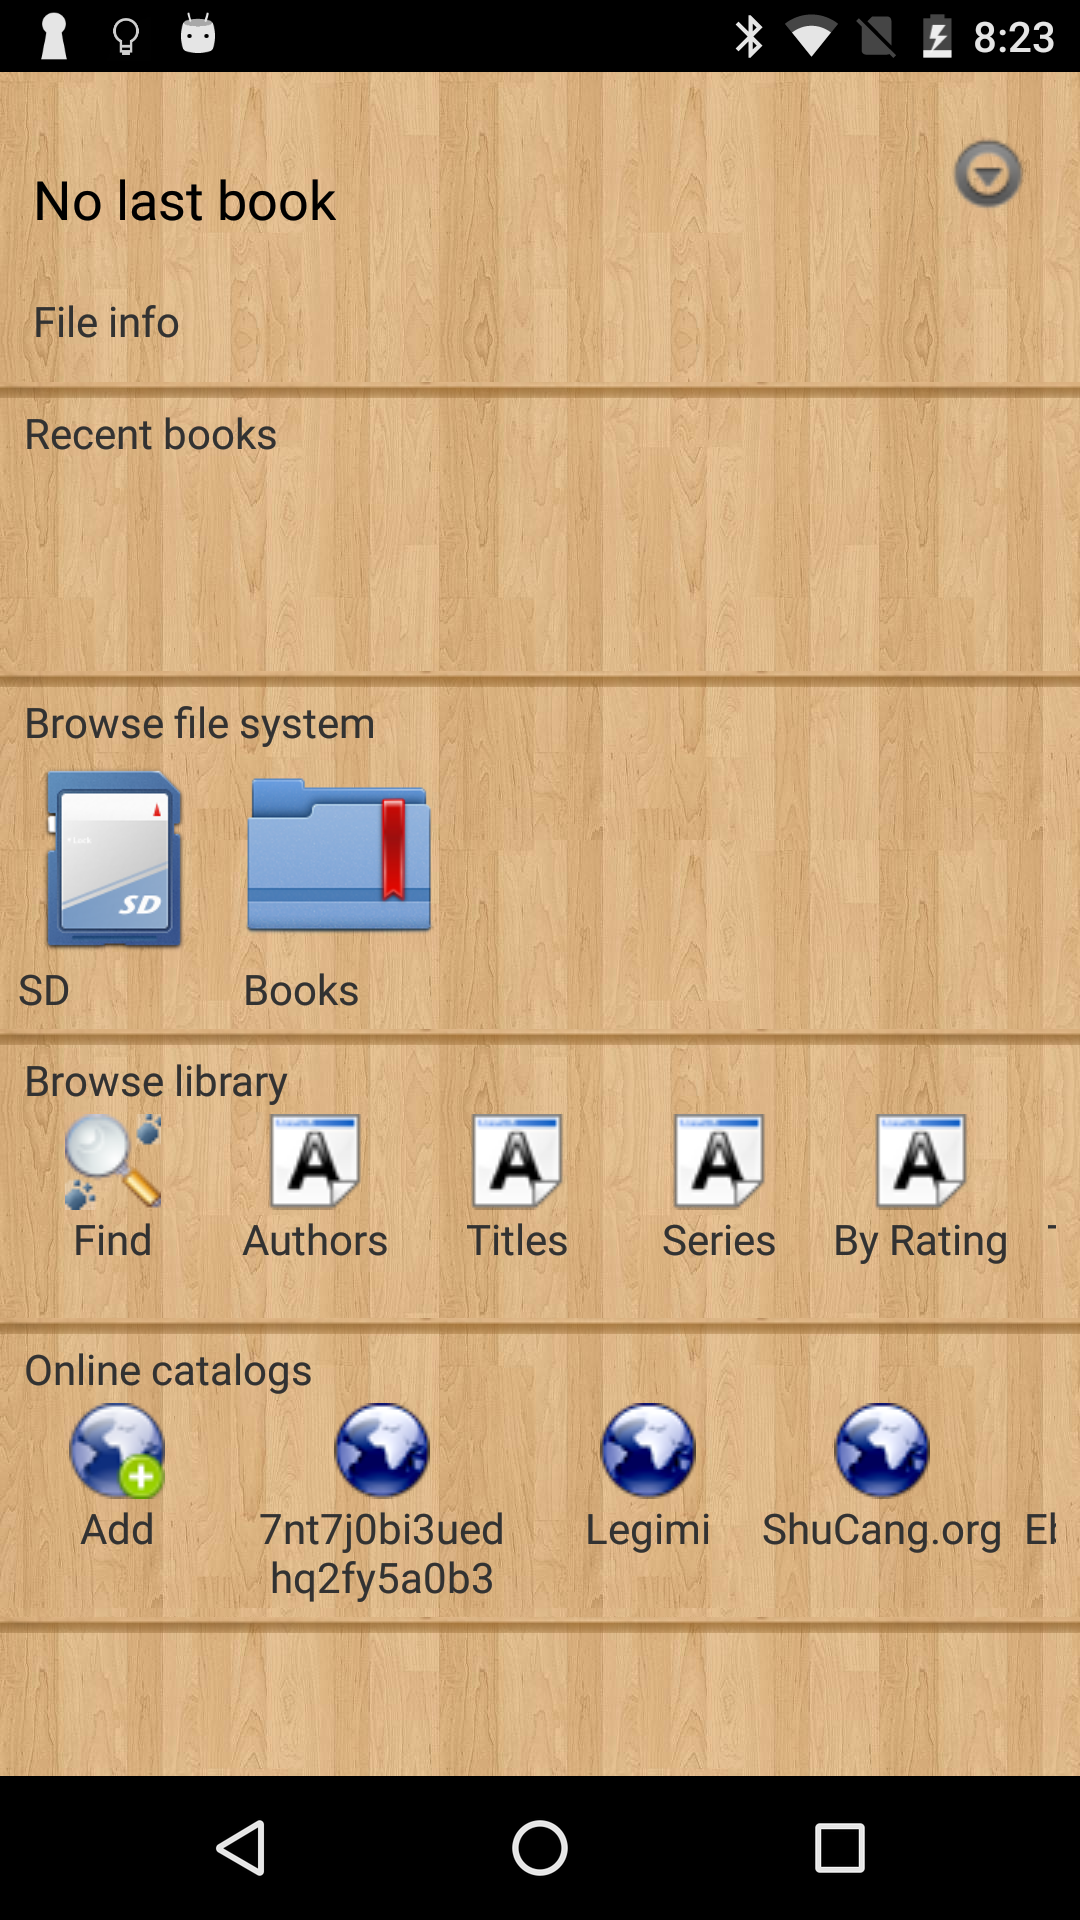 8:23
No last book
File info
Recent books
Browse file system
SD
SD Books
Browse library
Find Authors Titles Series By Rating
Online catalogs
Add 7nt7j0bi3ued Legimi ShuCang.org
hq2fy5a0b3